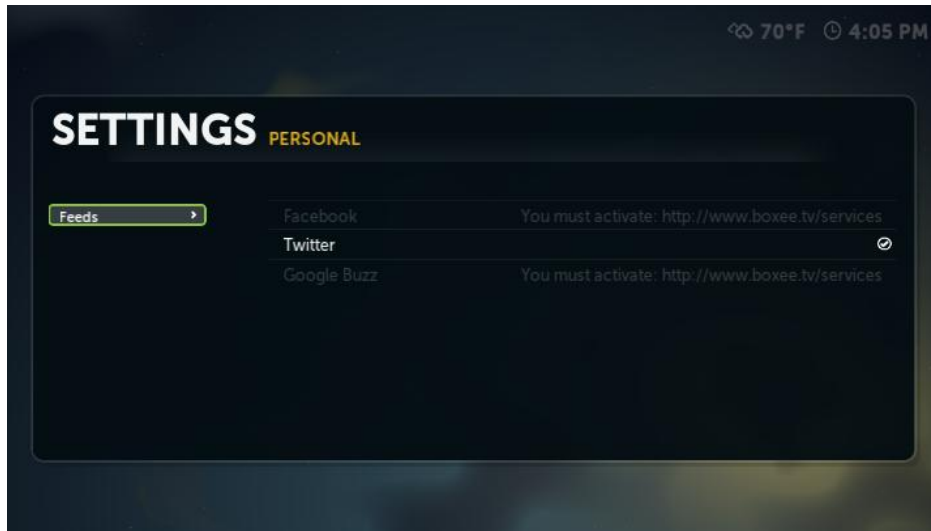 70°F 4:05 PM
SETTINGS PERSONAL
Feeds
Facebook You must activate: http://www.boxee.tv/services
Twitter
Google Buzz You must activate: http://www.boxee.tv/services